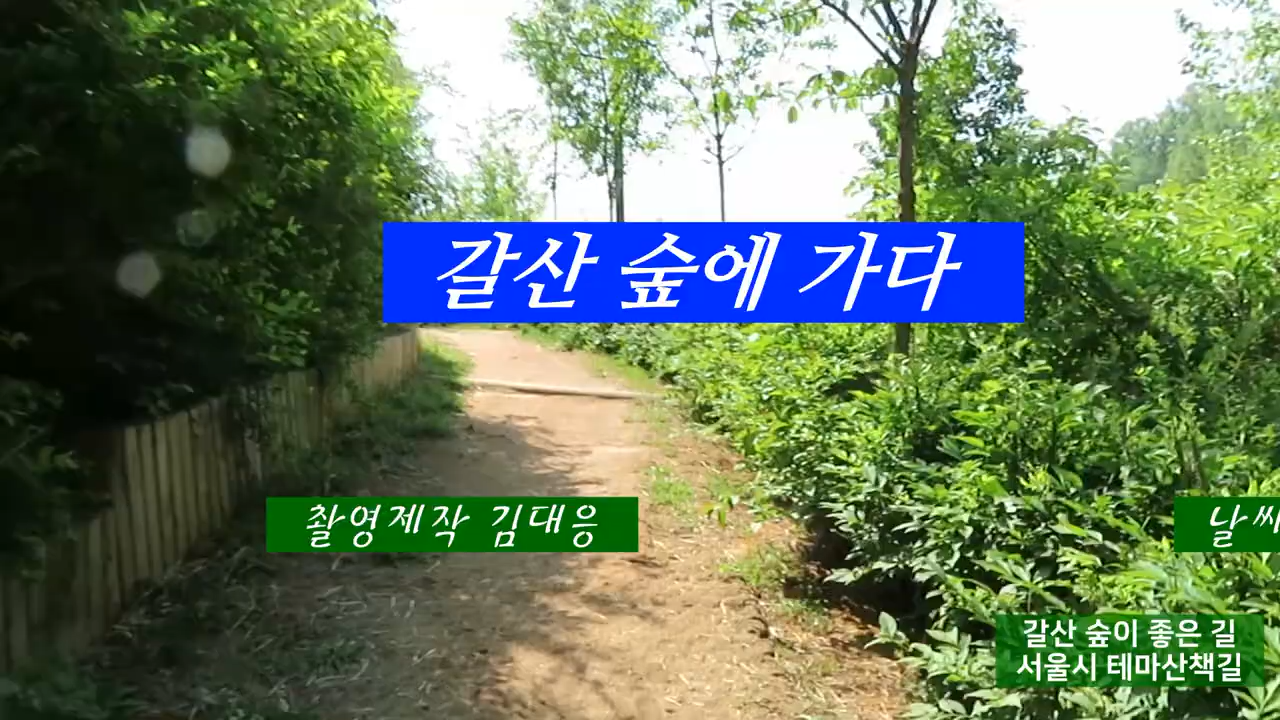 갈산 숲에 가다
촬영제작 김대응
날씨
갈산 숲이 좋은 길
서울시 테마산책길